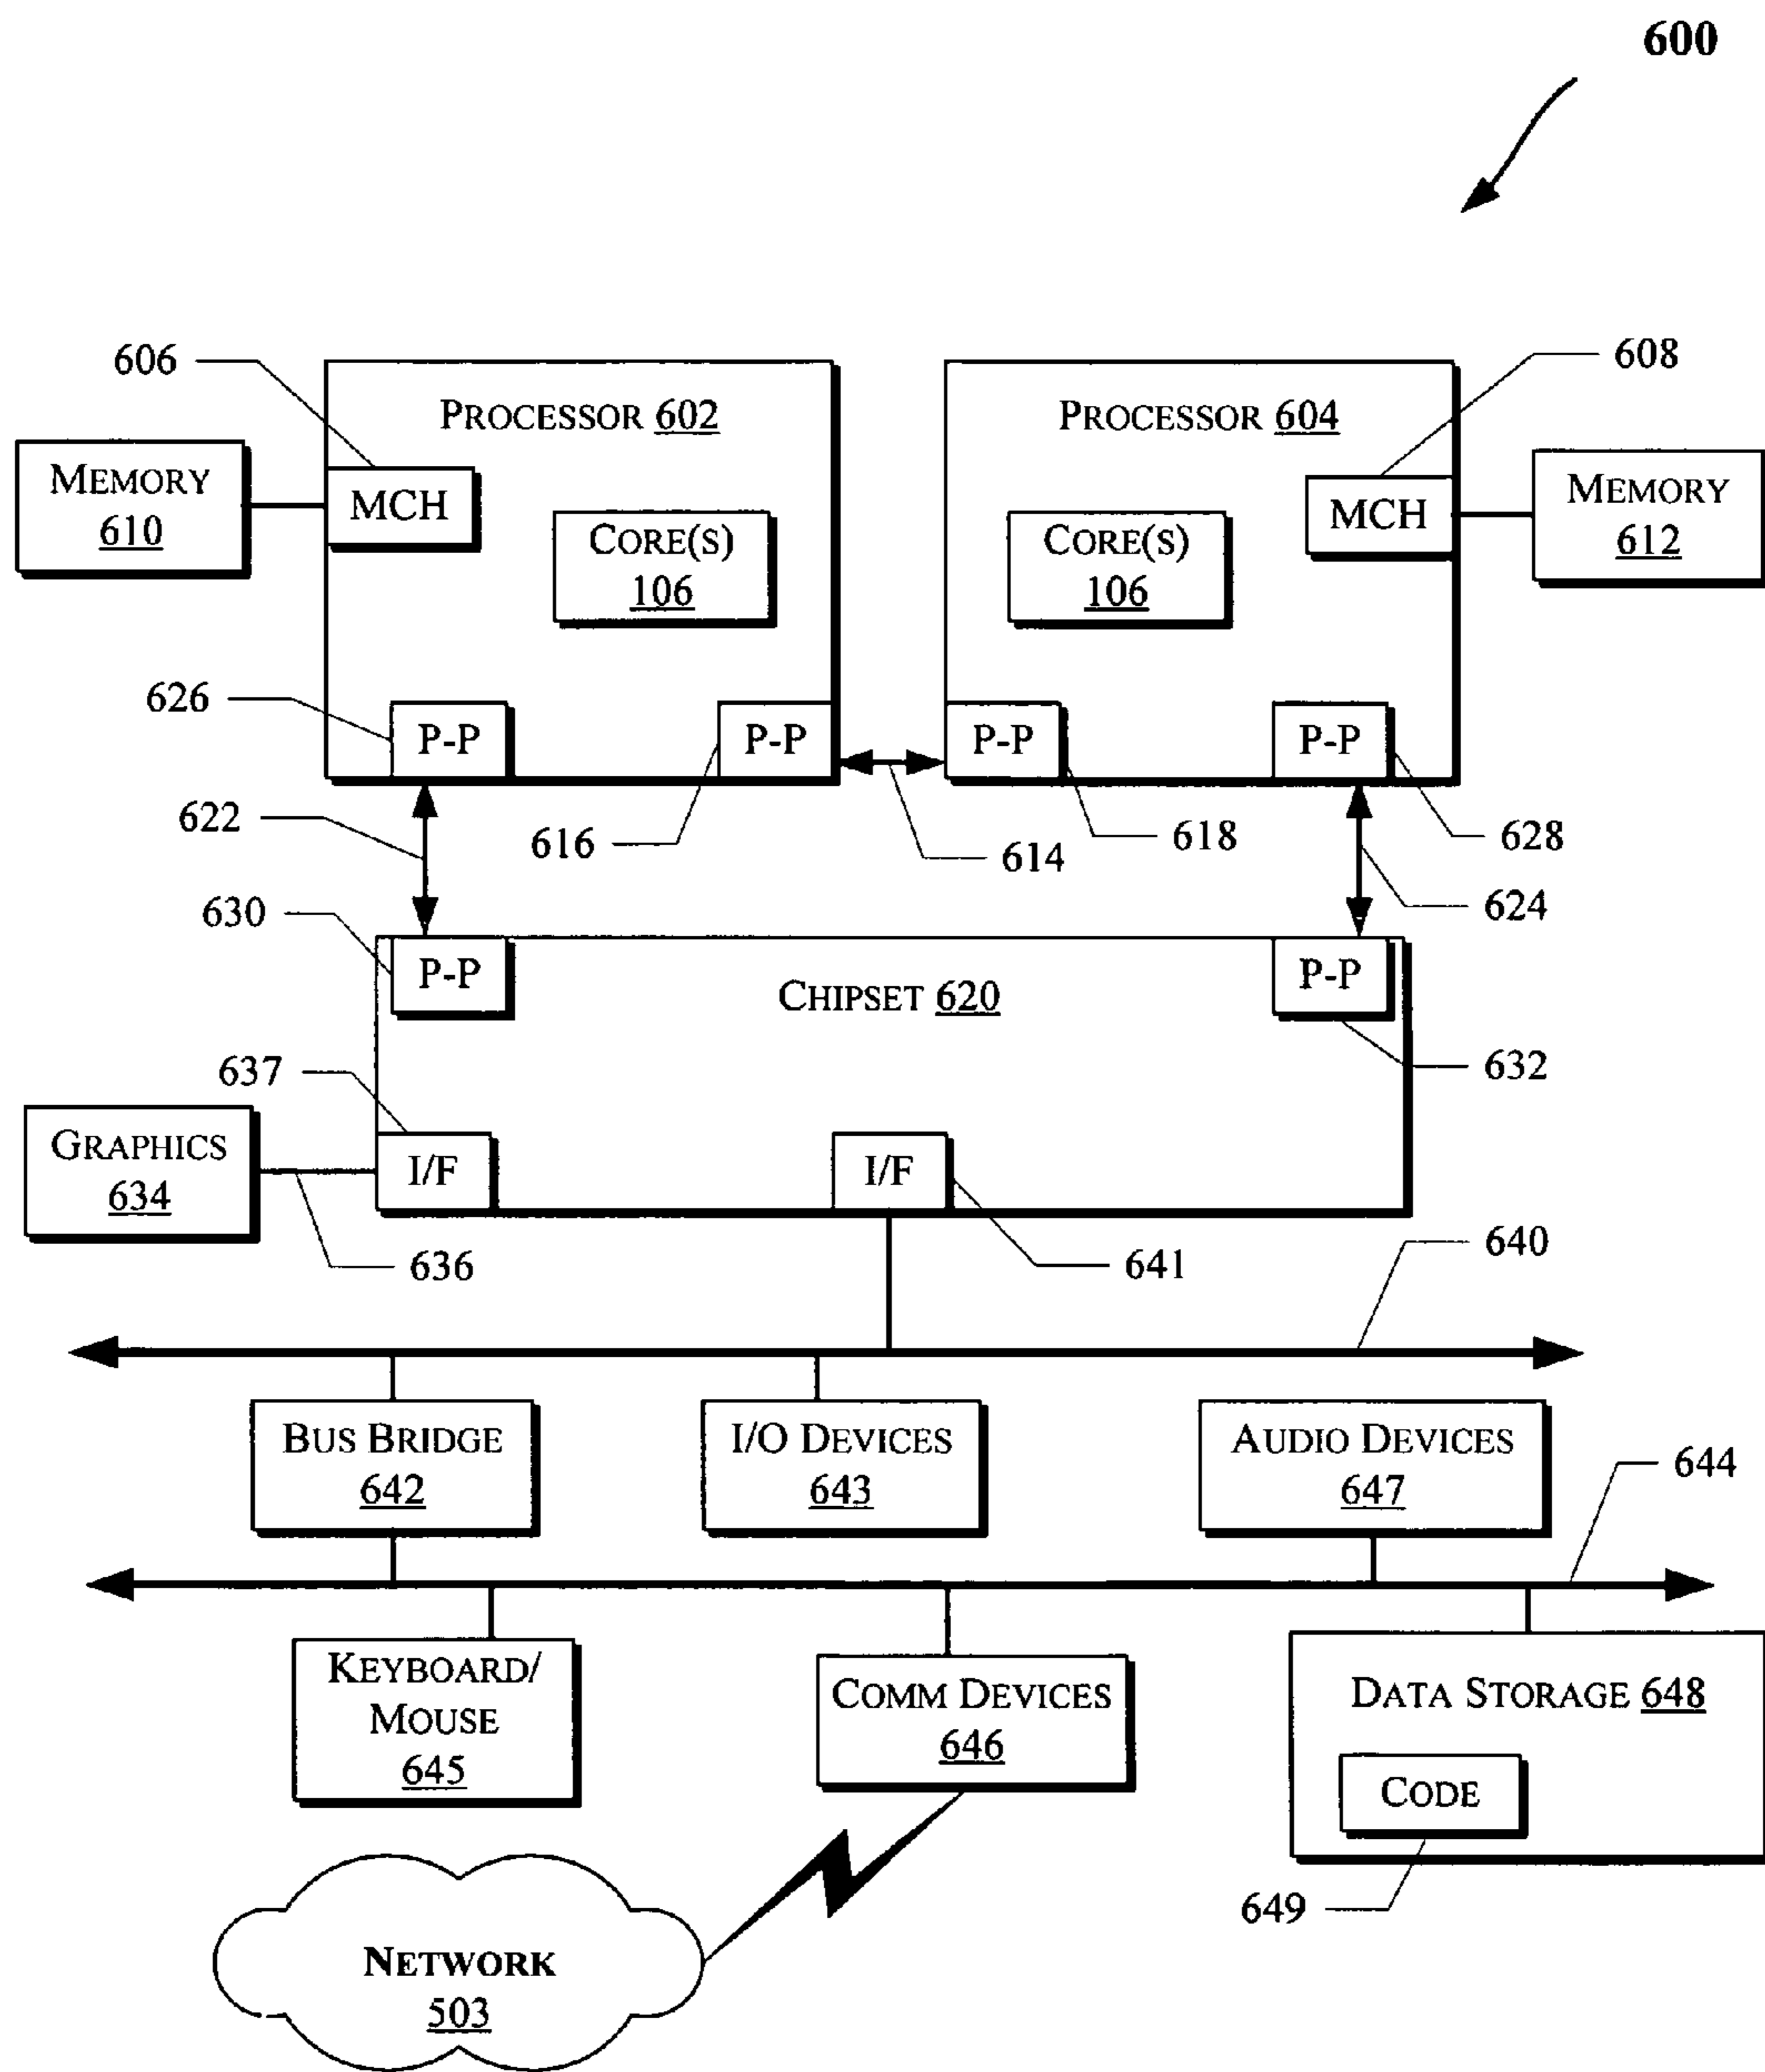 600
606
608
PROCESSOR 602
PROCESSOR 604
MEMORY
610
MCH
CORE(S)
106
CORE(S)
106
MCH
MEMORY
612
626
P-P
P-P
P-P
P-P
622
616
614
618
628
624
630
P-P
CHIPSET 620
P-P
632
637
GRAPHICS
634
I/F
I/F
636
641
640
BUS BRIDGE
642
I/O DEVICES
643
AUDIO DEVICES
647
644
KEYBOARD/
MOUSE
645
COMM DEVICES
646
DATA STORAGE 648
CODE
649
NETWORK
503